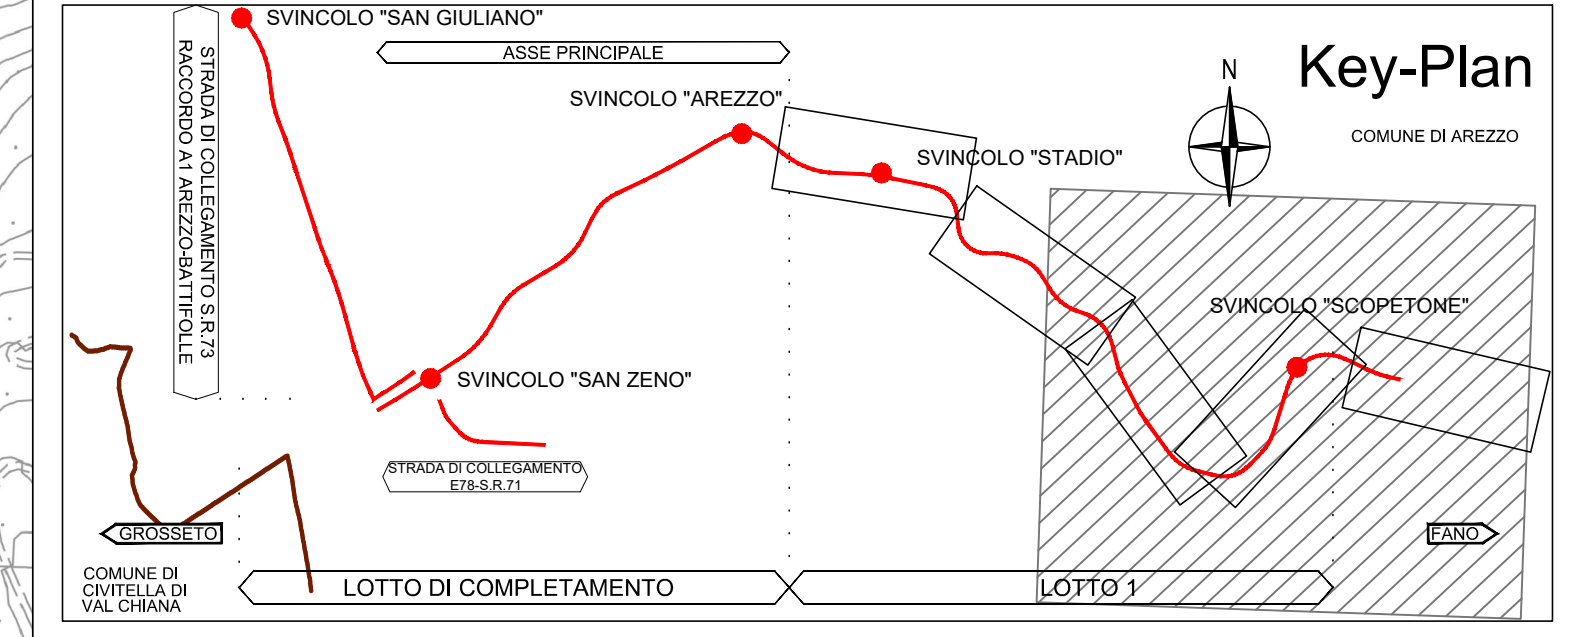 SVINCOLO "SAN GIULIANO"
STRADA DI COLLEGAMENTO S.R.73
RACCORDO A1 AREZZO-BATTIFOLLE
ASSE PRINCIPALE
Key-Plan
N
SVINCOLO "AREZZO"
COMUNE DI AREZZO
SVINCOLO "STADIO"
SVINCOLO "SCOPETONE"
SVINCOLO "SAN ZENO"
STRADA DI COLLEGAMENTO
E78-S.R.71
GROSSETO
FANO
COMUNE DI
CIVITELLA DI
VAL CHIANA
LOTTO DI COMPLETAMENTO
LOTTO 1